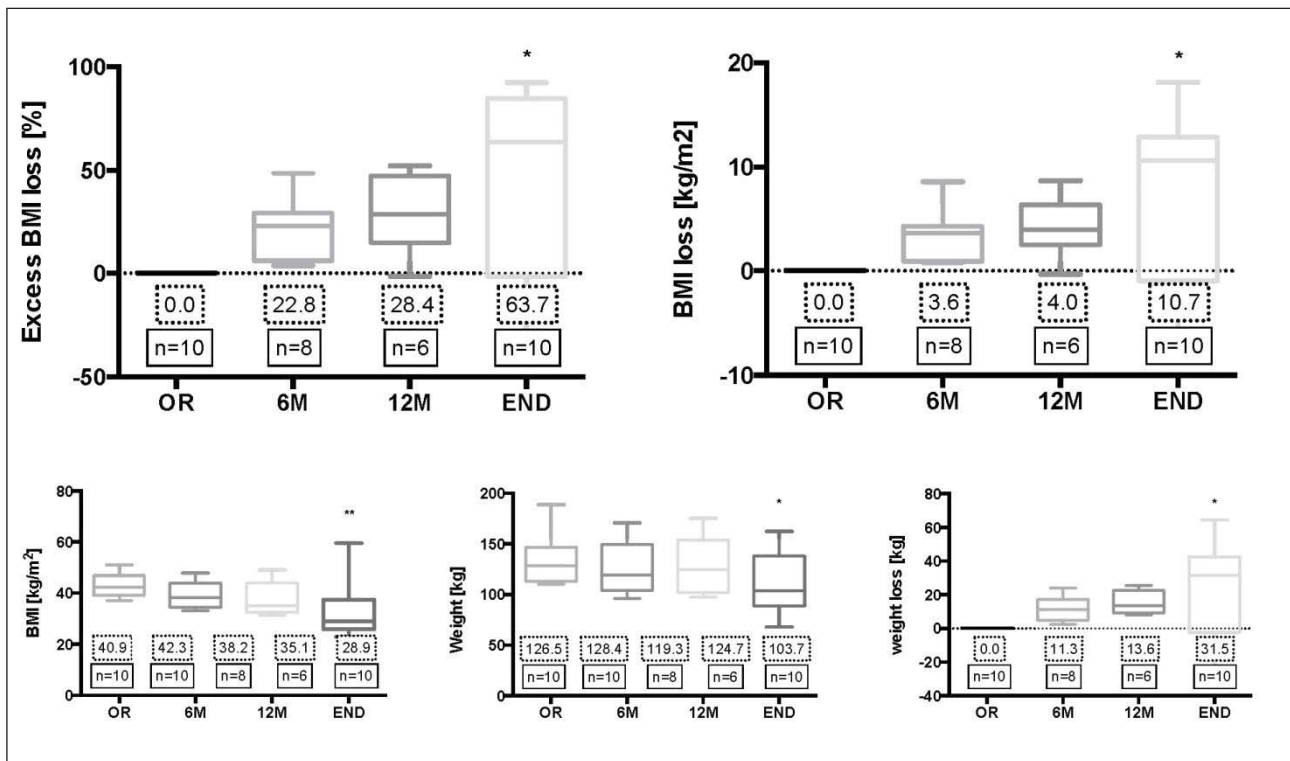 Excess BMI loss [%]
100
50
0
-50
*
0.0 22.8 28.4 63.7
n=10 n=8 n=6 n=10
OR 6M 12M END
BMI loss [kg/m2]
20
10
0
-10
*
0.0 3.6 4.0 10.7
n=10 n=8 n=6 n=10
OR 6M 12M END
BMI [kg/m²]
80
60
40
20
0
**
40.9 42.3 38.2 35.1 28.9
n=10 n=10 n=8 n=6 n=10
OR 6M 12M END
Weight [kg]
200
150
100
50
0
*
126.5 128.4 119.3 124.7 103.7
n=10 n=10 n=8 n=6 n=10
OR 6M 12M END
weight loss [kg]
80
60
40
20
0
-20
-40
*
0.0 11.3 13.6 31.5
n=10 n=8 n=6 n=10
OR 6M 12M END